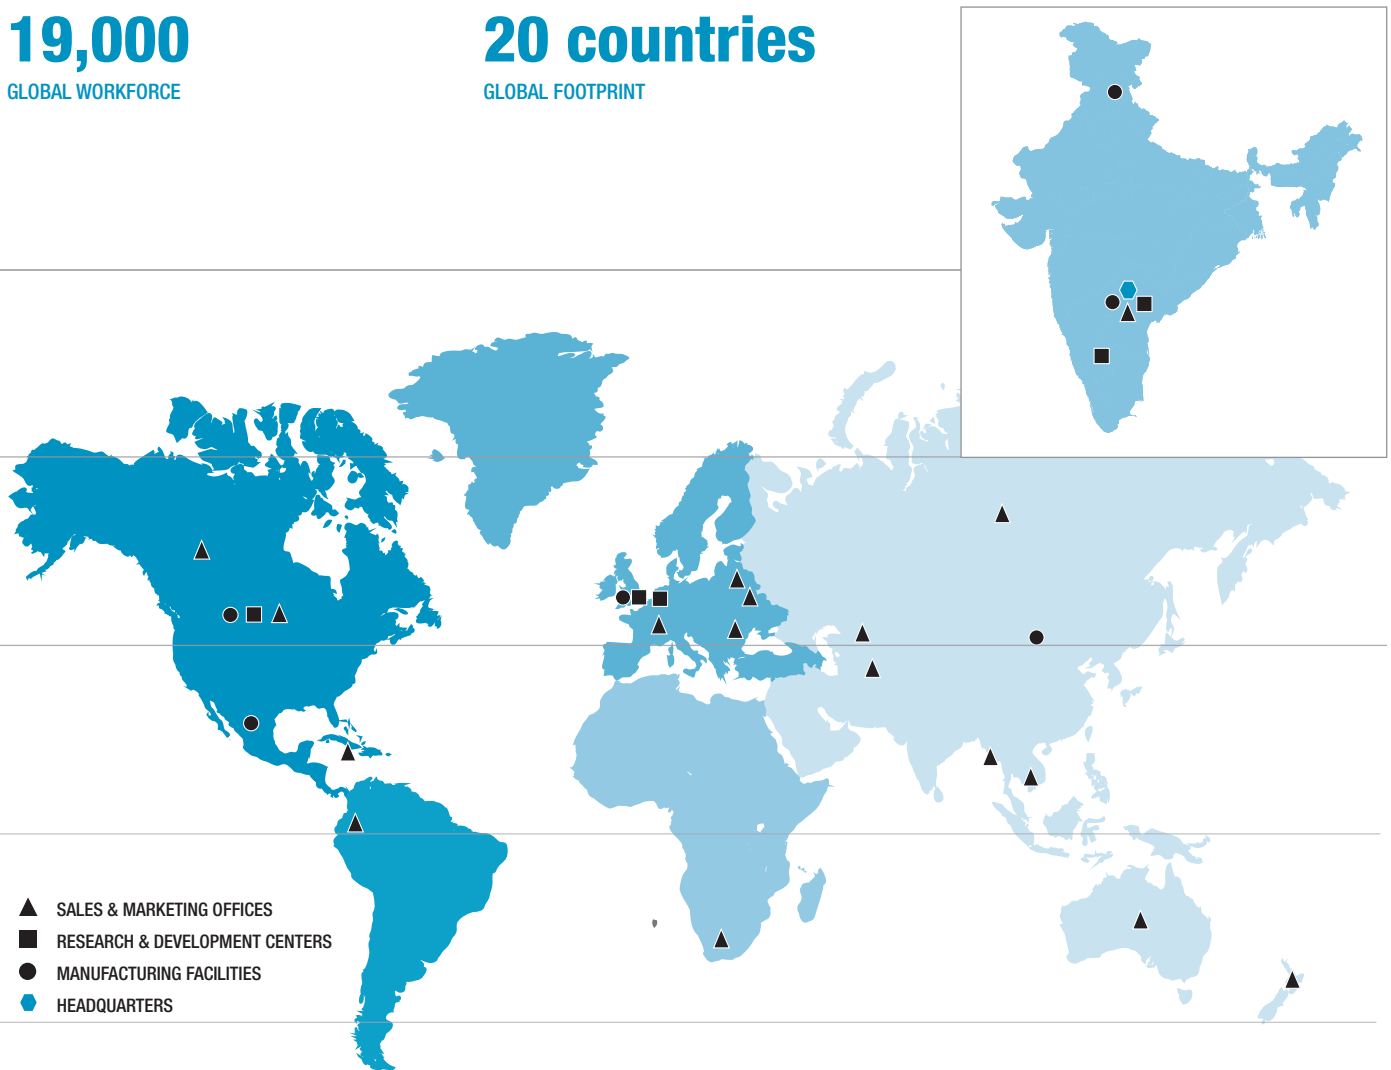 19,000
GLOBAL WORKFORCE
20 countries
GLOBAL FOOTPRINT
SALES & MARKETING OFFICES
RESEARCH & DEVELOPMENT CENTERS
MANUFACTURING FACILITIES
HEADQUARTERS